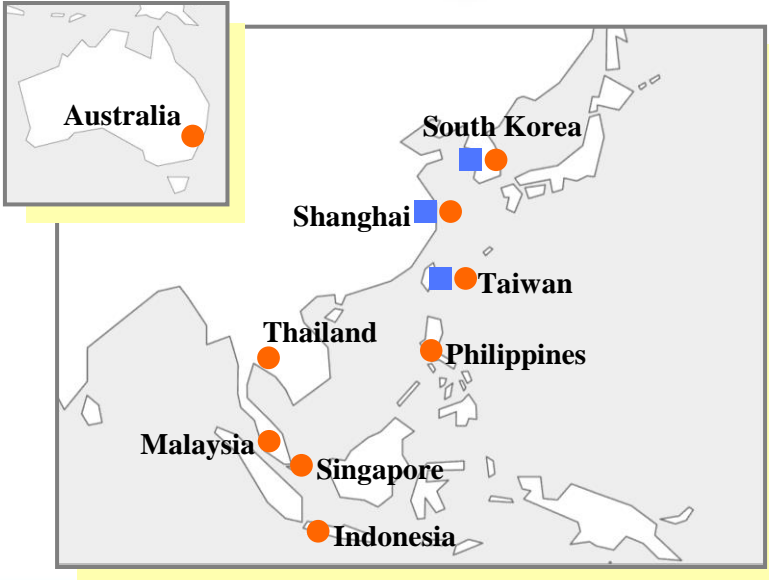 Australia
South Korea
Shanghai
Taiwan
Thailand
Philippines
Malaysia
Singapore
Indonesia